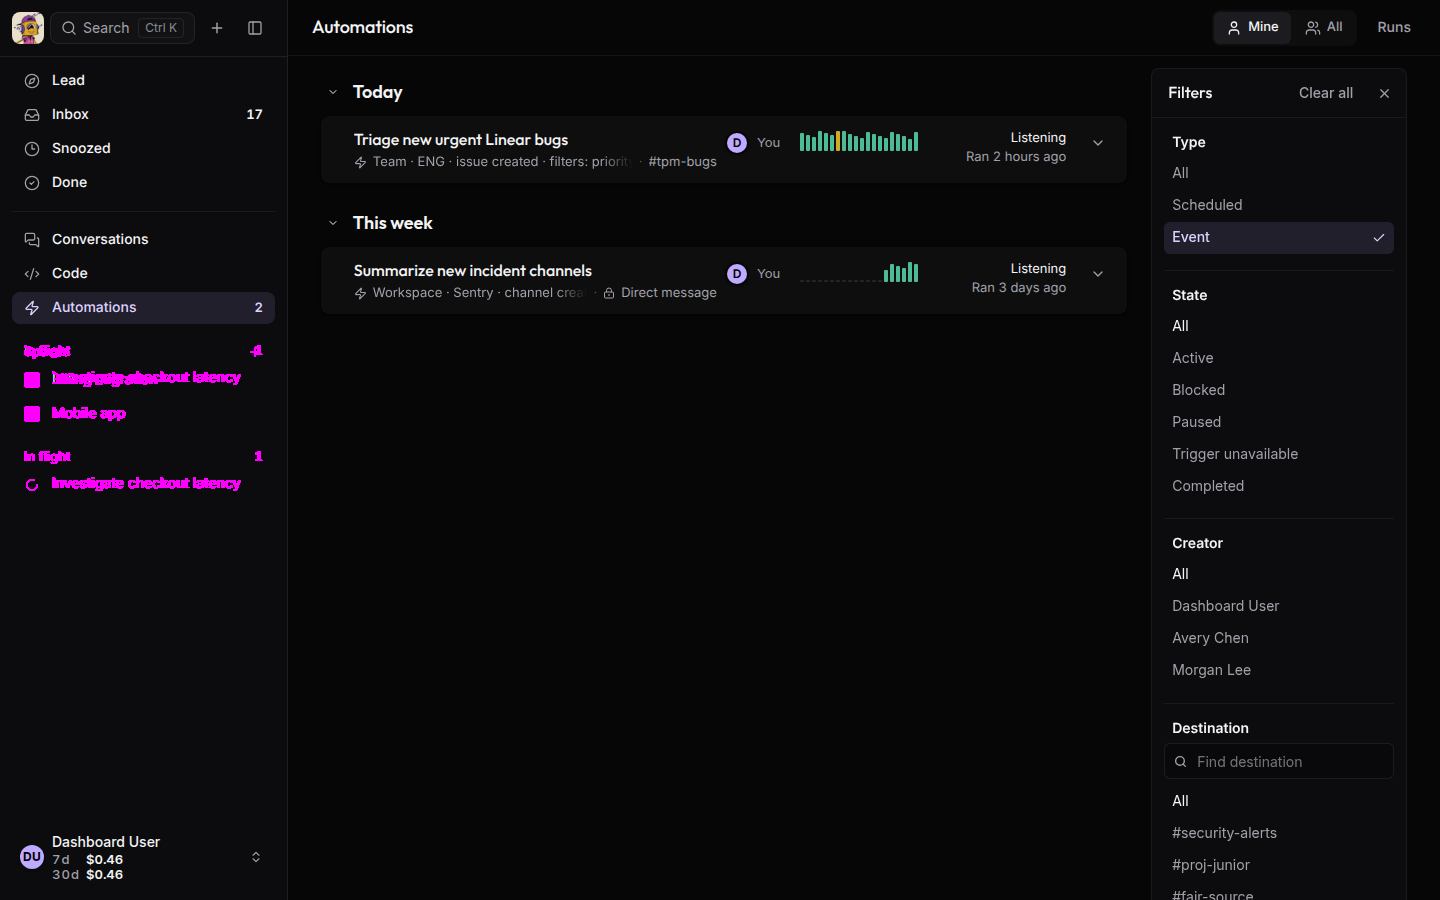 Search Ctrl K
Lead
Inbox 17
Snoozed
Done
Conversations
Code
Automations 2
Investigate checkout latency
Mobile app
In flight 1
Investigate checkout latency
DU Dashboard User
7d $0.46
30d $0.46
Automations
Mine All Runs
Today
Triage new urgent Linear bugs
Team · ENG · issue created · filters: priorit · #tpm-bugs
D You
Listening
Ran 2 hours ago
This week
Summarize new incident channels
Workspace · Sentry · channel crea · Direct message
D You
Listening
Ran 3 days ago
Filters Clear all
Type
All
Scheduled
Event
State
All
Active
Blocked
Paused
Trigger unavailable
Completed
Creator
All
Dashboard User
Avery Chen
Morgan Lee
Destination
Find destination
All
#security-alerts
#proj-junior
#fair-source